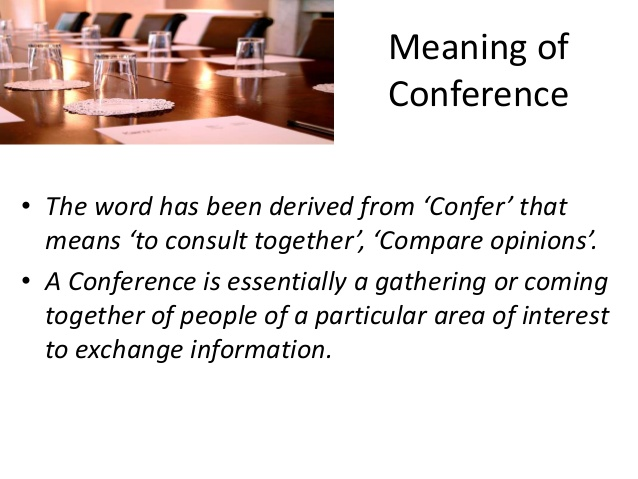 Meaning of
Conference
• The word has been derived from ‘Confer’ that
means ‘to consult together’, ‘Compare opinions’.
• A Conference is essentially a gathering or coming
together of people of a particular area of interest
to exchange information.